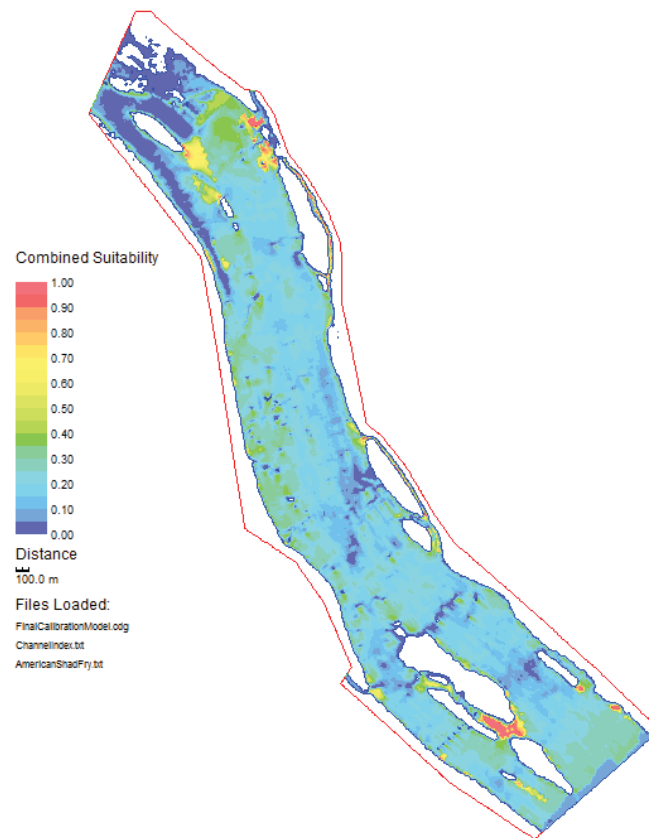 Combined Suitability
1.00
0.90
0.80
0.70
0.60
0.50
0.40
0.30
0.20
0.10
0.00
Distance
100.0 m
Files Loaded:
FinalCalibrationModel.cdg
ChannelIndex.txt
AmericanShadFry.txt